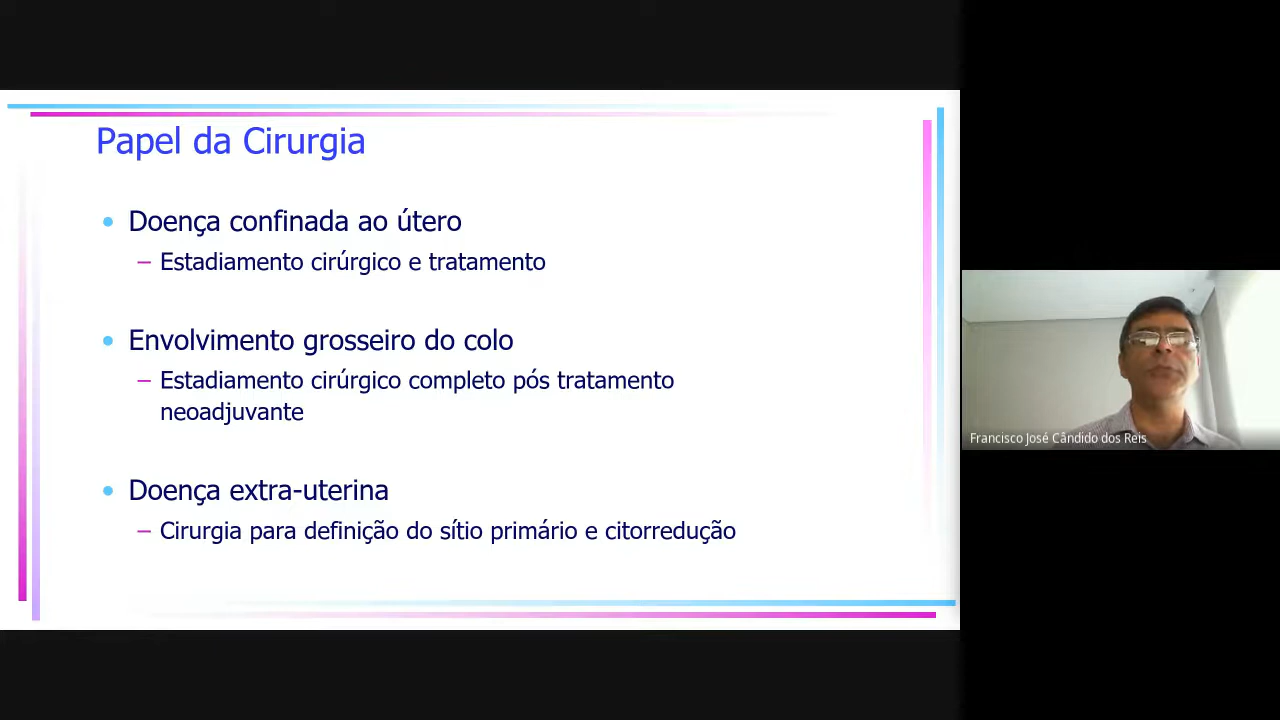 Papel da Cirurgia
• Doença confinada ao útero
– Estadiamento cirúrgico e tratamento
• Envolvimento grosseiro do colo
– Estadiamento cirúrgico completo pós tratamento
neoadjuvante
• Doença extra-uterina
– Cirurgia para definição do sítio primário e citorredução
Francisco José Cândido dos Reis